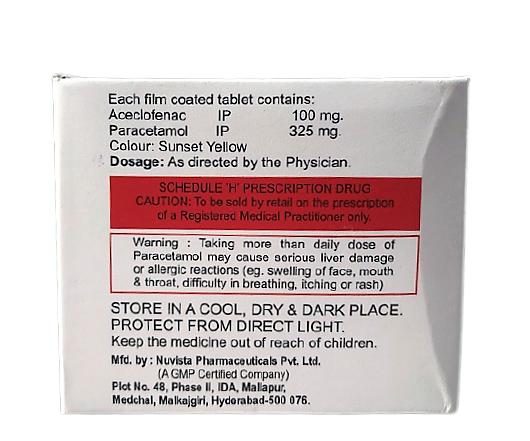 Each film coated tablet contains:
Aceclofenac IP 100 mg.
Paracetamol IP 325 mg.
Colour: Sunset Yellow
Dosage: As directed by the Physician.
SCHEDULE 'H' PRESCRIPTION DRUG
CAUTION: To be sold by retail on the prescription
of a Registered Medical Practitioner only.
Warning : Taking more than daily dose of
Paracetamol may cause serious liver damage
or allergic reactions (eg. swelling of face, mouth
& throat, difficulty in breathing, itching or rash)
STORE IN A COOL, DRY & DARK PLACE.
PROTECT FROM DIRECT LIGHT.
Keep the medicine out of reach of children.
Mfd. by : Nuvista Pharmaceuticals Pvt. Ltd.
(A GMP Certified Company)
Plot No. 48, Phase II, IDA, Mallapur,
Medchal, Malkajgiri, Hyderabad-500 076.